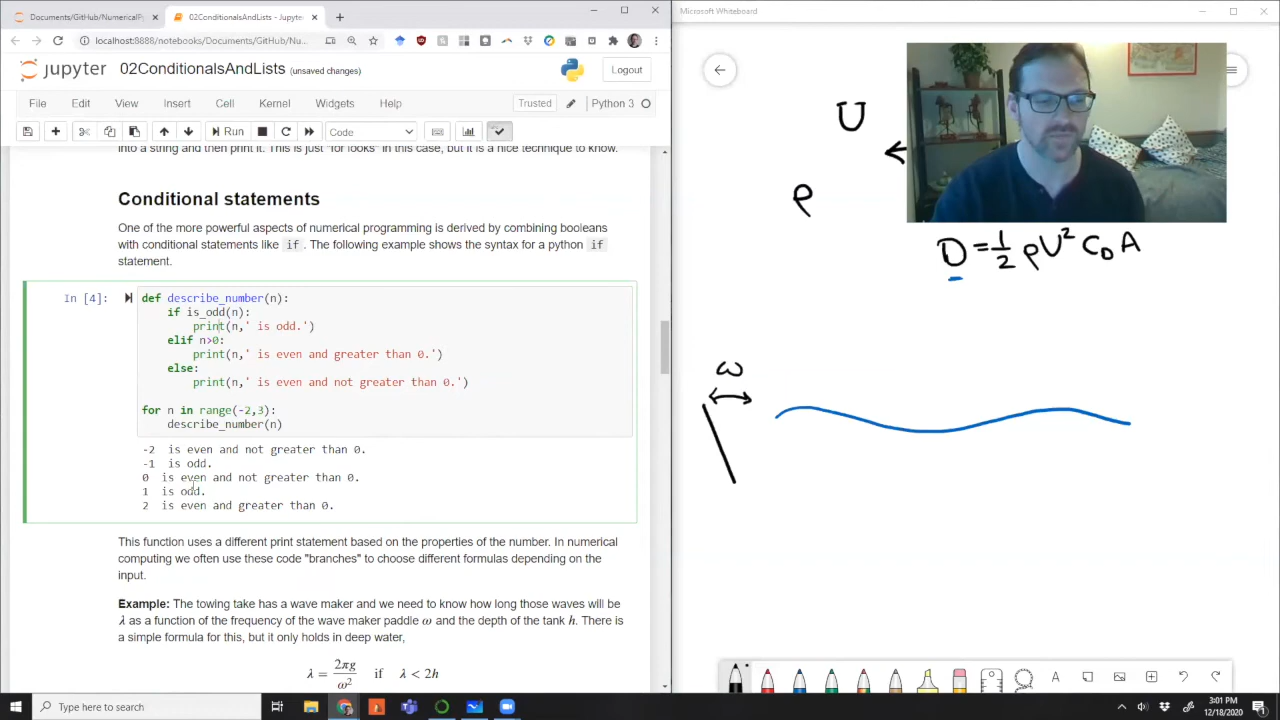 Documents/GitHub/NumericalPy
02ConditionalsAndLists - Jupyte
localhost:8888/notebooks/Documents/GitHub/Nu...
jupyter
02ConditionalsAndLists (unsaved changes)
Logout
File Edit View Insert Cell Kernel Widgets Help
Trusted
Python 3
Run
Code
into a string and then print it. This is just "for looks" in this case, but it is a nice technique to know.
Conditional statements
One of the more powerful aspects of numerical programming is derived by combining booleans
with conditional statements like if . The following example shows the syntax for a python if
statement.
In [4]:
def describe_number(n):
if is_odd(n):
print(n,' is odd.')
elif n>0:
print(n,' is even and greater than 0.')
else:
print(n,' is even and not greater than 0.')
for n in range(-2,3):
describe_number(n)
-2 is even and not greater than 0.
-1 is odd.
0 is even and not greater than 0.
1 is odd.
2 is even and greater than 0.
This function uses a different print statement based on the properties of the number. In numerical
computing we often use these code "branches" to choose different formulas depending on the
input.
Example: The towing take has a wave maker and we need to know how long those waves will be
λ as a function of the frequency of the wave maker paddle ω and the depth of the tank h. There is
a simple formula for this, but it only holds in deep water,
λ = 2πg/ω² if λ < 2h
Microsoft Whiteboard
U
ρ
D = 1/2 ρU² C_D A
ω
Type here to search
3:01 PM
12/18/2020